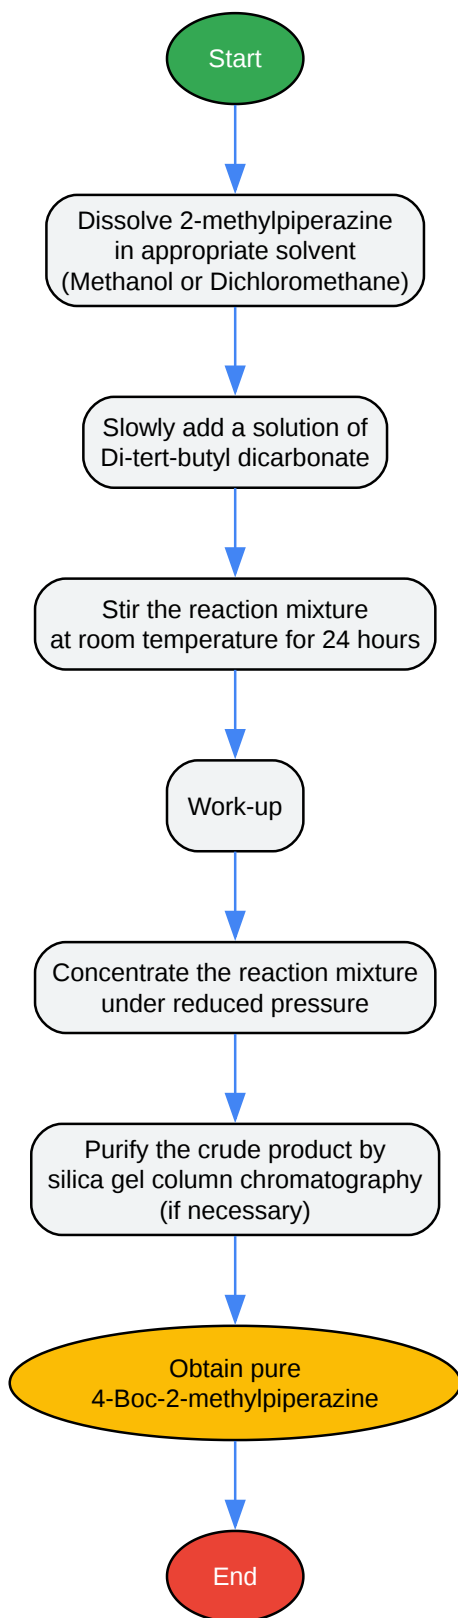 Start
Dissolve 2-methylpiperazine
in appropriate solvent
(Methanol or Dichloromethane)
Slowly add a solution of
Di-tert-butyl dicarbonate
Stir the reaction mixture
at room temperature for 24 hours
Work-up
Concentrate the reaction mixture
under reduced pressure
Purify the crude product by
silica gel column chromatography
(if necessary)
Obtain pure
4-Boc-2-methylpiperazine
End